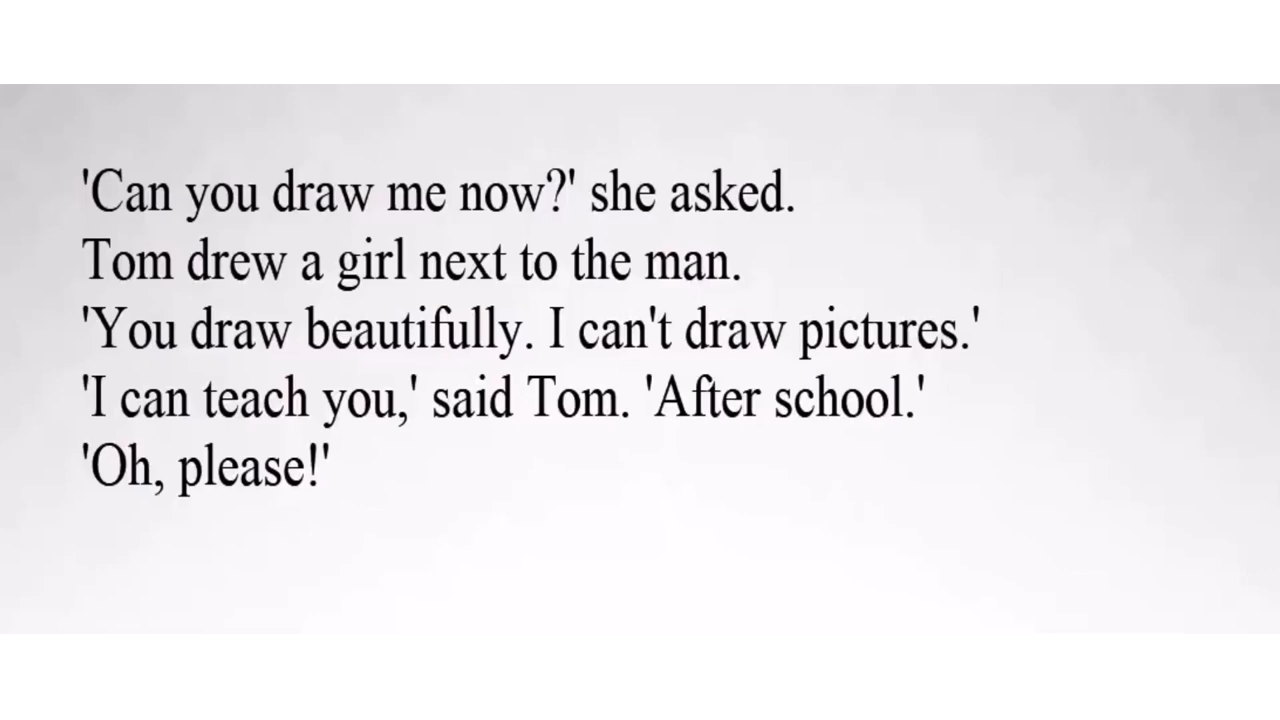 'Can you draw me now?' she asked.
Tom drew a girl next to the man.
'You draw beautifully. I can't draw pictures.'
'I can teach you,' said Tom. 'After school.'
'Oh, please!'